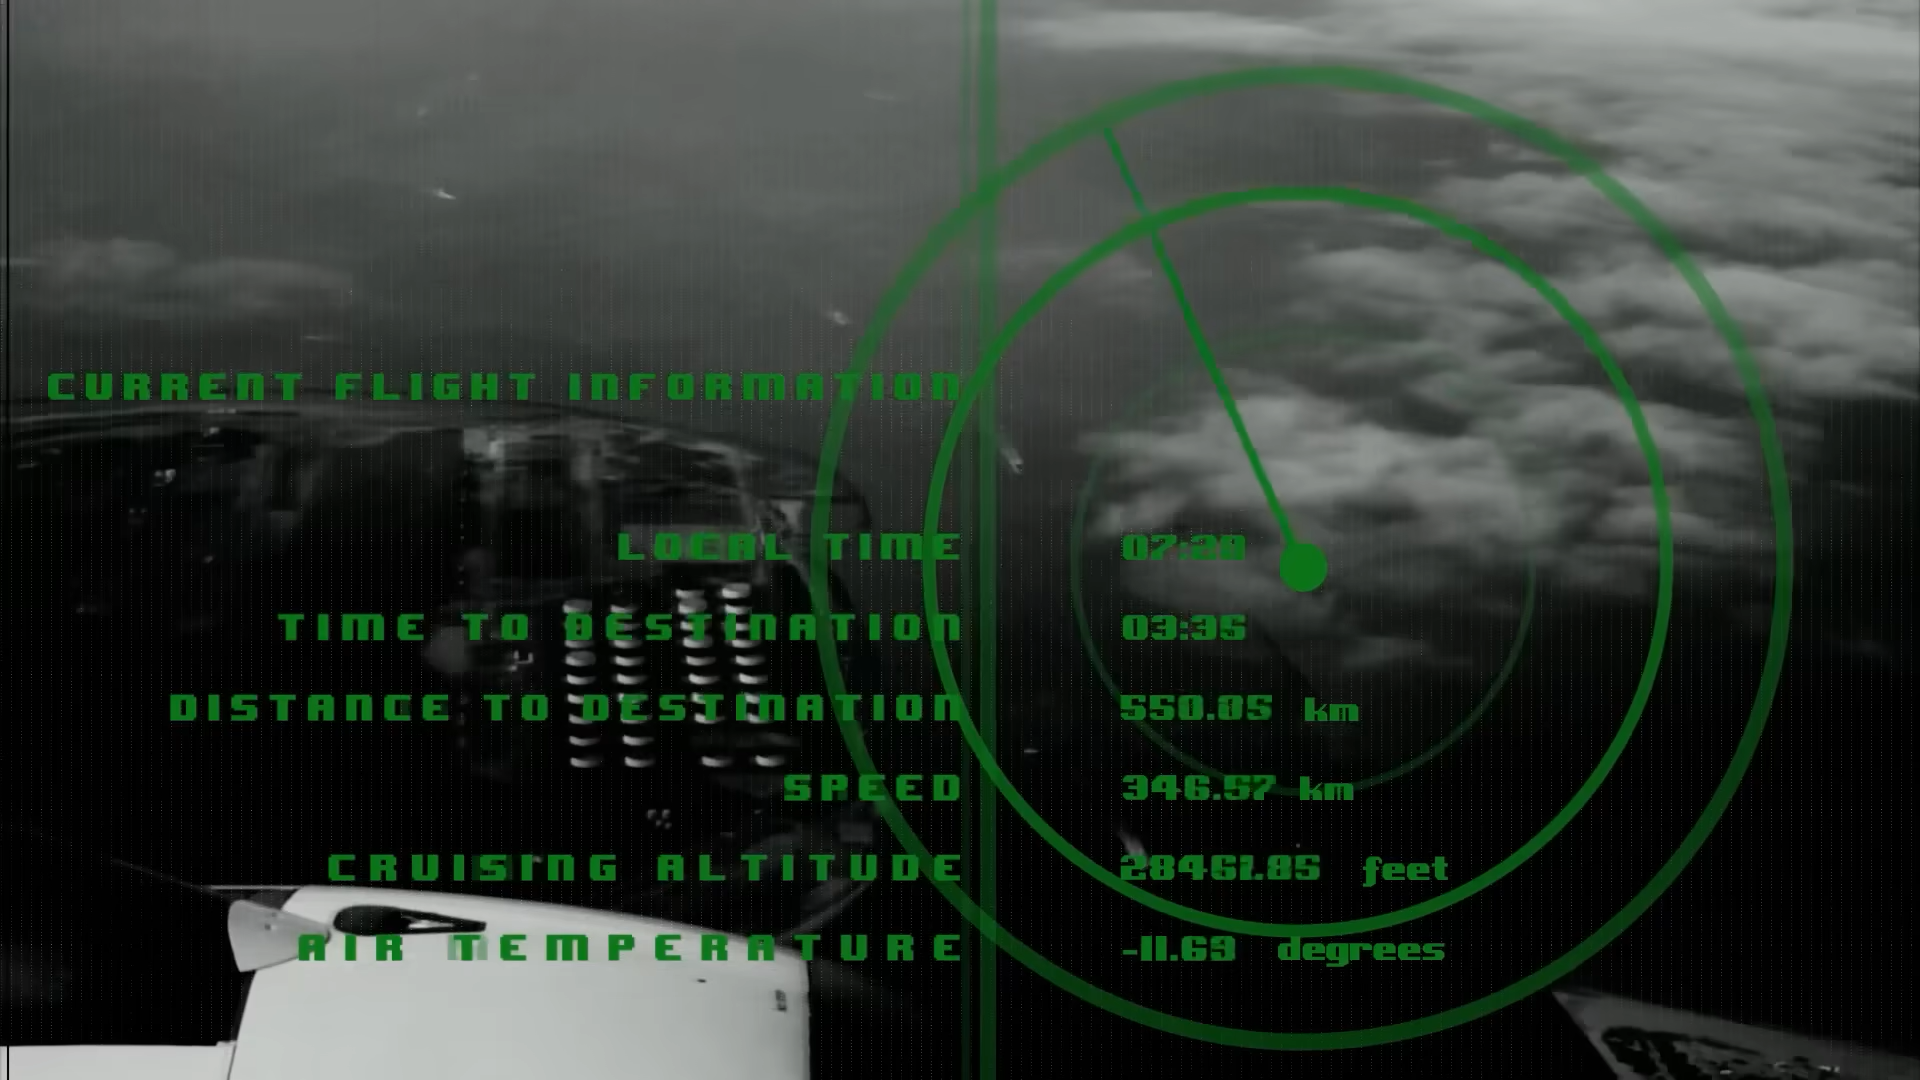 CURRENT FLIGHT INFORMATION
LOCAL TIME 07:28
TIME TO DESTINATION 03:35
DISTANCE TO DESTINATION 550.85 km
SPEED 346.57 km
CRUISING ALTITUDE 28461.85 feet
AIR TEMPERATURE -11.69 degrees